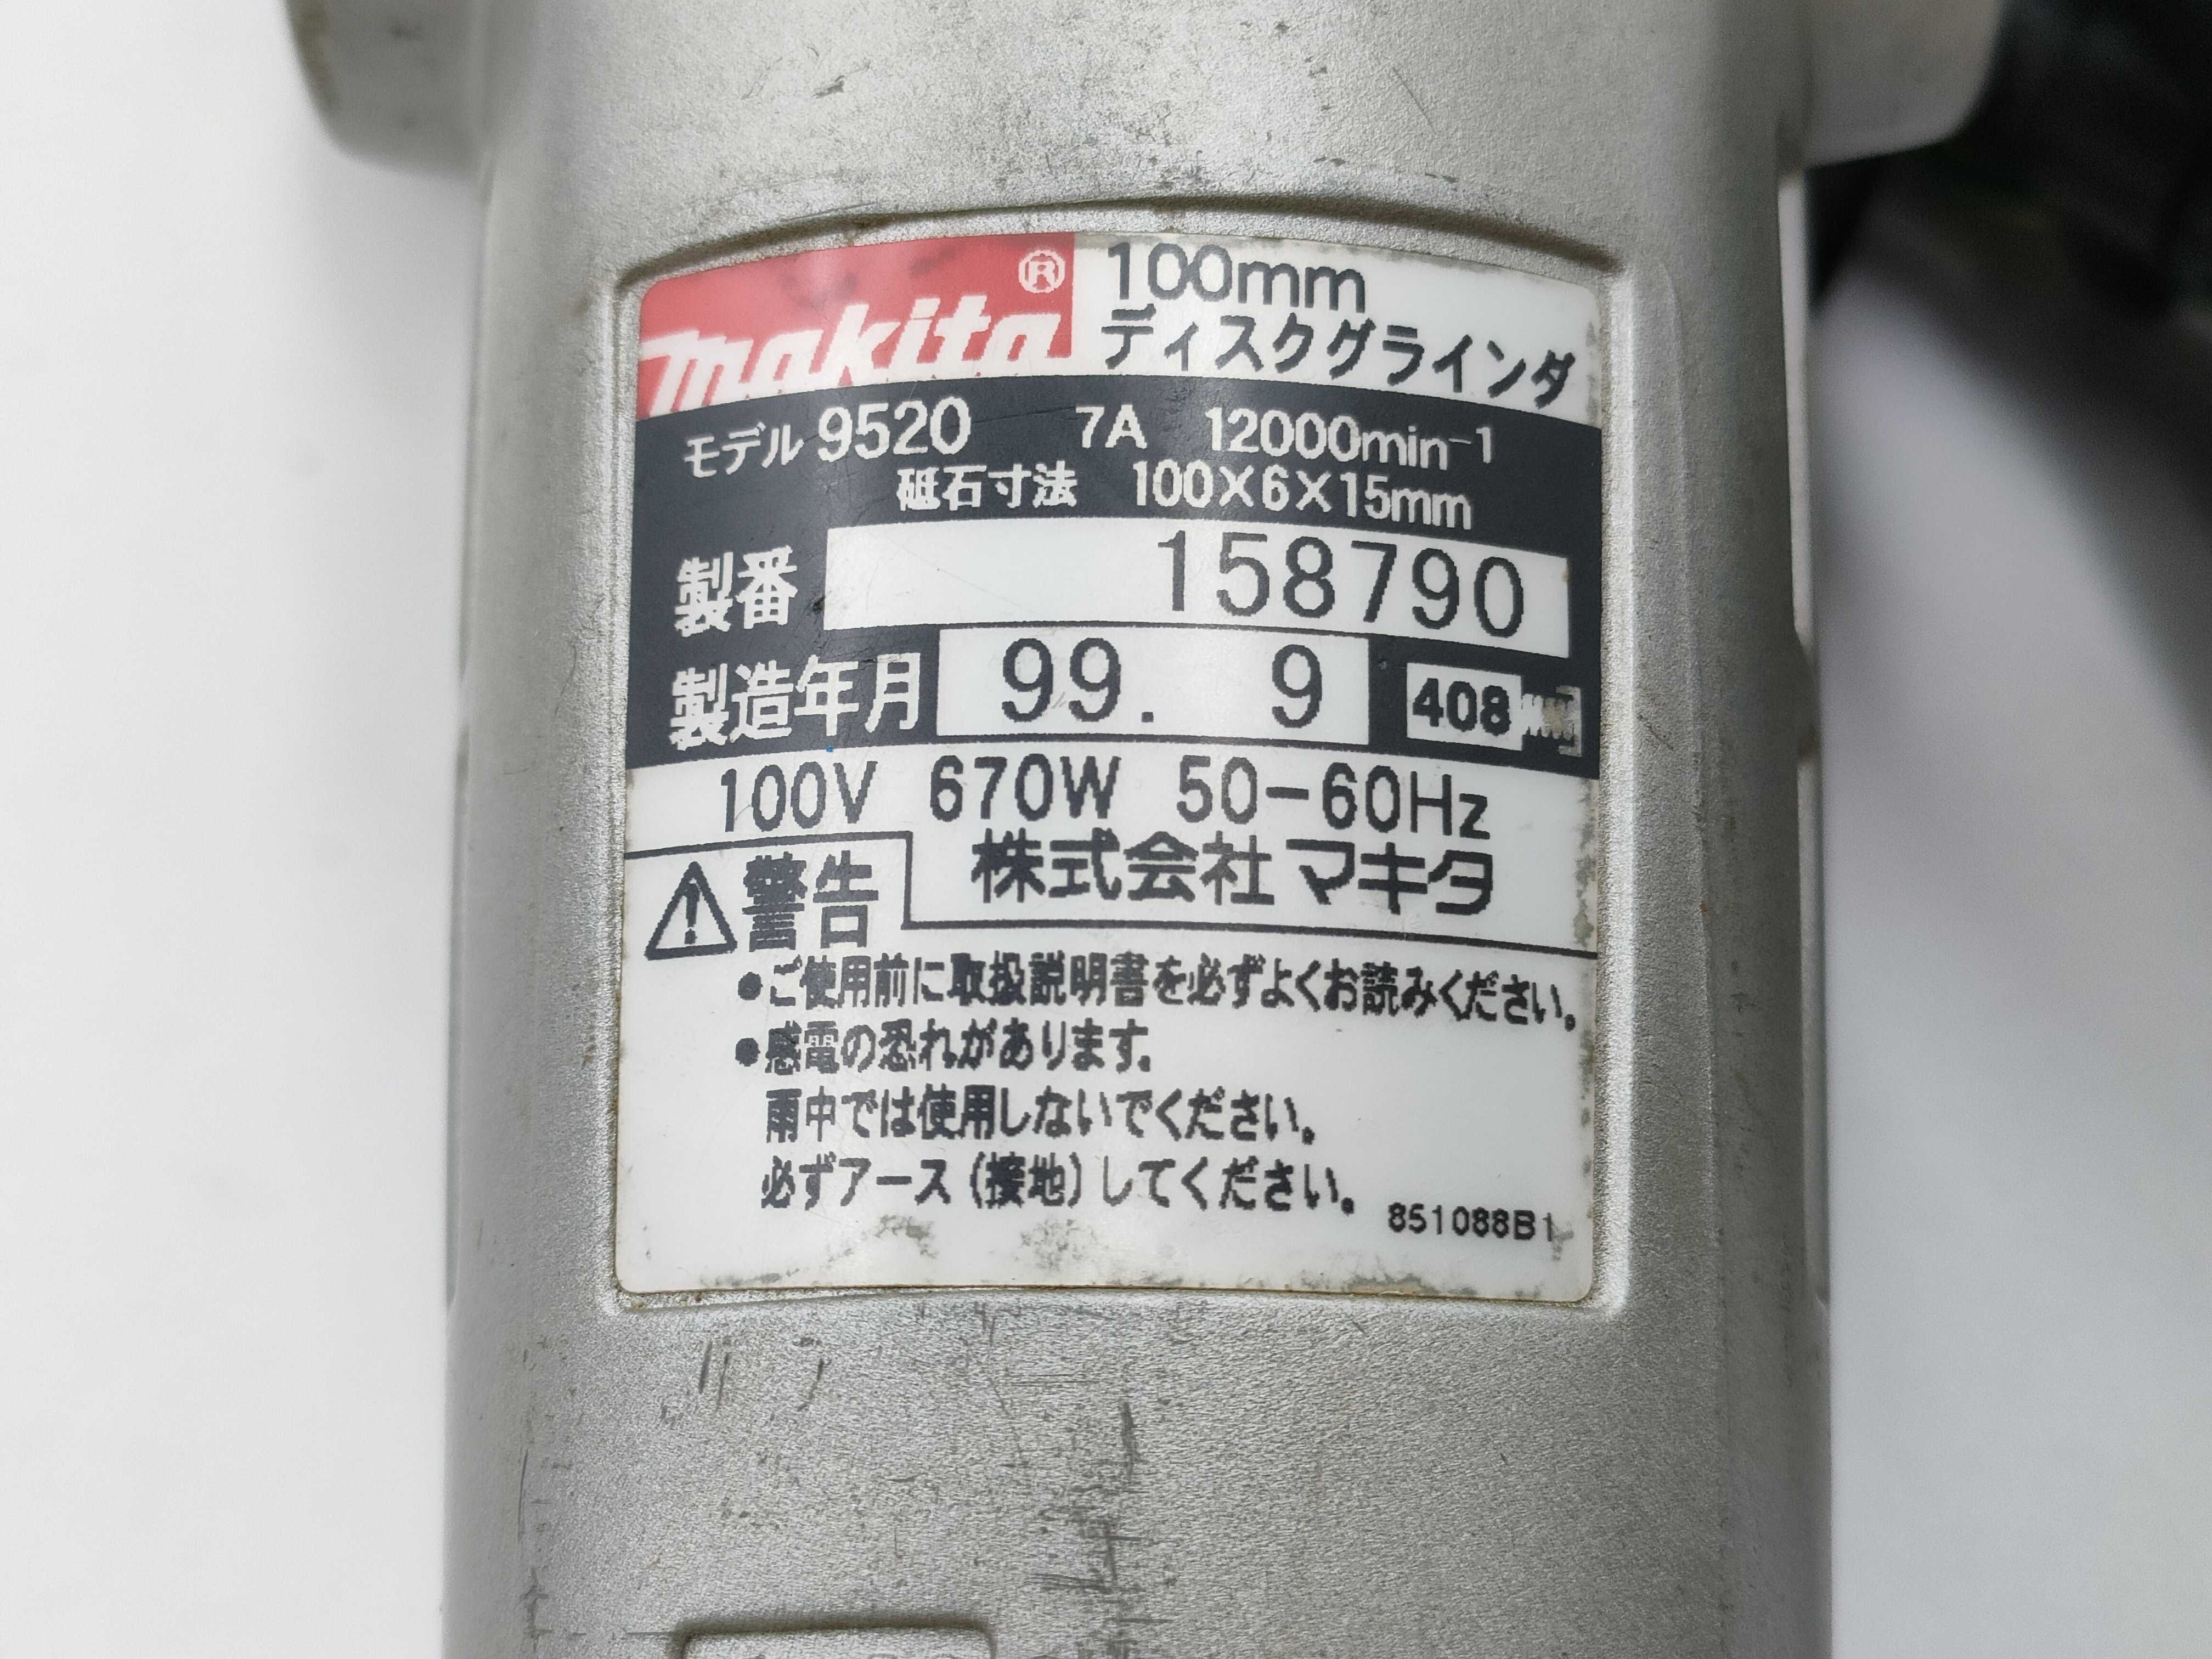 makita®
100mm
ディスクグラインダ
モデル 9520 7A 12000min⁻¹
砥石寸法 100×6×15mm
製番 158790
製造年月 99. 9 408
100V 670W 50-60Hz
株式会社マキタ
⚠警告
●ご使用前に取扱説明書を必ずよくお読みください。
●感電の恐れがあります.
雨中では使用しないでください。
必ずアース(接地)してください。
851088B1